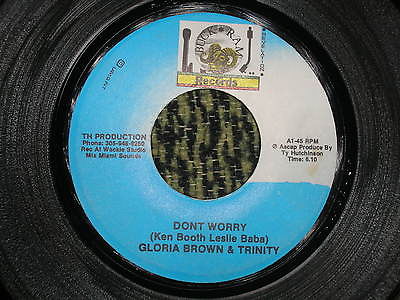 BUCK RAM
Records
TH PRODUCTION
Phone: 305-948-9250
Rec At Wackie Studio
Mix Miami Sounds
A1-45 RPM
℗ Ascap Produce By
Ty Hutchinson
Time: 6.10
DONT WORRY
(Ken Booth Leslie Baba)
GLORIA BROWN & TRINITY